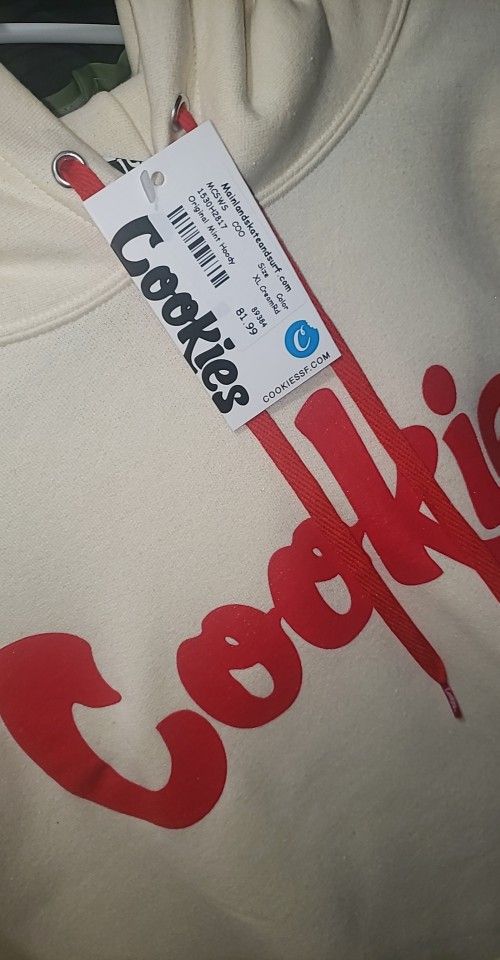 Mainlandskateandsurf.com
MCSWS COO
1530H2817
Original Mint Hoody
Size Color
XL CreamRd
89384
81.99
Cookies
COOKIESSF.COM
C
Cookie